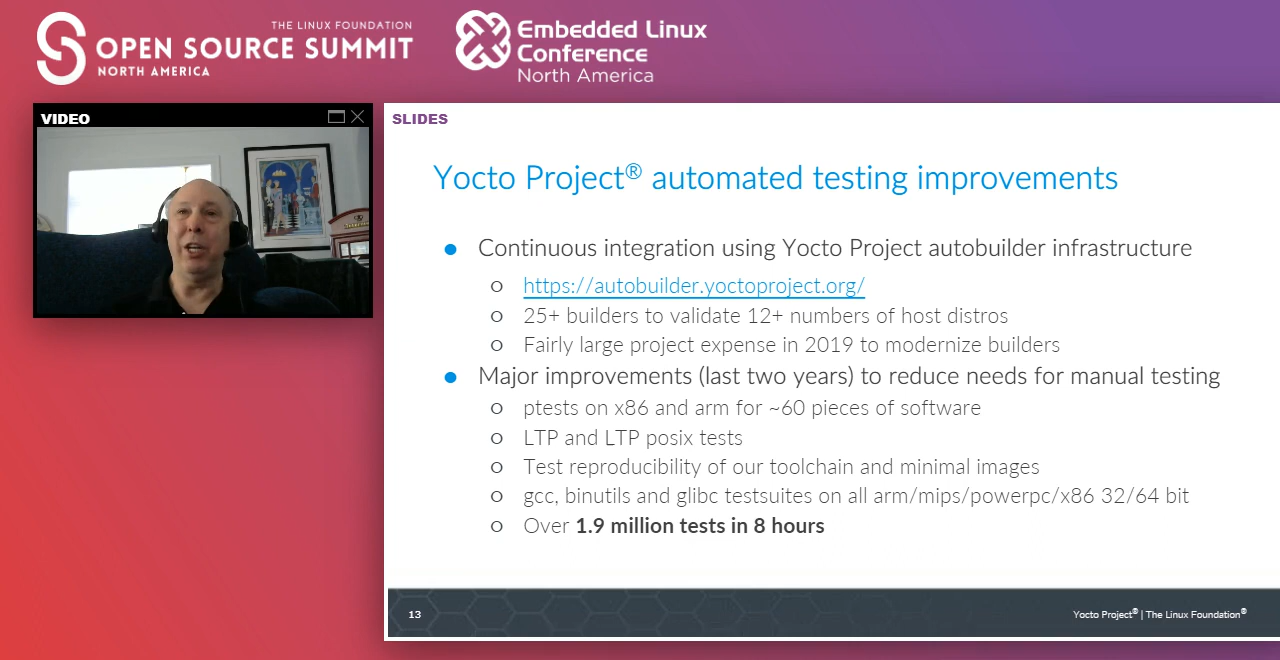 THE LINUX FOUNDATION
OPEN SOURCE SUMMIT
NORTH AMERICA
Embedded Linux
Conference
North America
VIDEO
SLIDES
Yocto Project® automated testing improvements
● Continuous integration using Yocto Project autobuilder infrastructure
o https://autobuilder.yoctoproject.org/
o 25+ builders to validate 12+ numbers of host distros
o Fairly large project expense in 2019 to modernize builders
● Major improvements (last two years) to reduce needs for manual testing
o ptests on x86 and arm for ~60 pieces of software
o LTP and LTP posix tests
o Test reproducibility of our toolchain and minimal images
o gcc, binutils and glibc testsuites on all arm/mips/powerpc/x86 32/64 bit
o Over 1.9 million tests in 8 hours
13
Yocto Project® | The Linux Foundation®